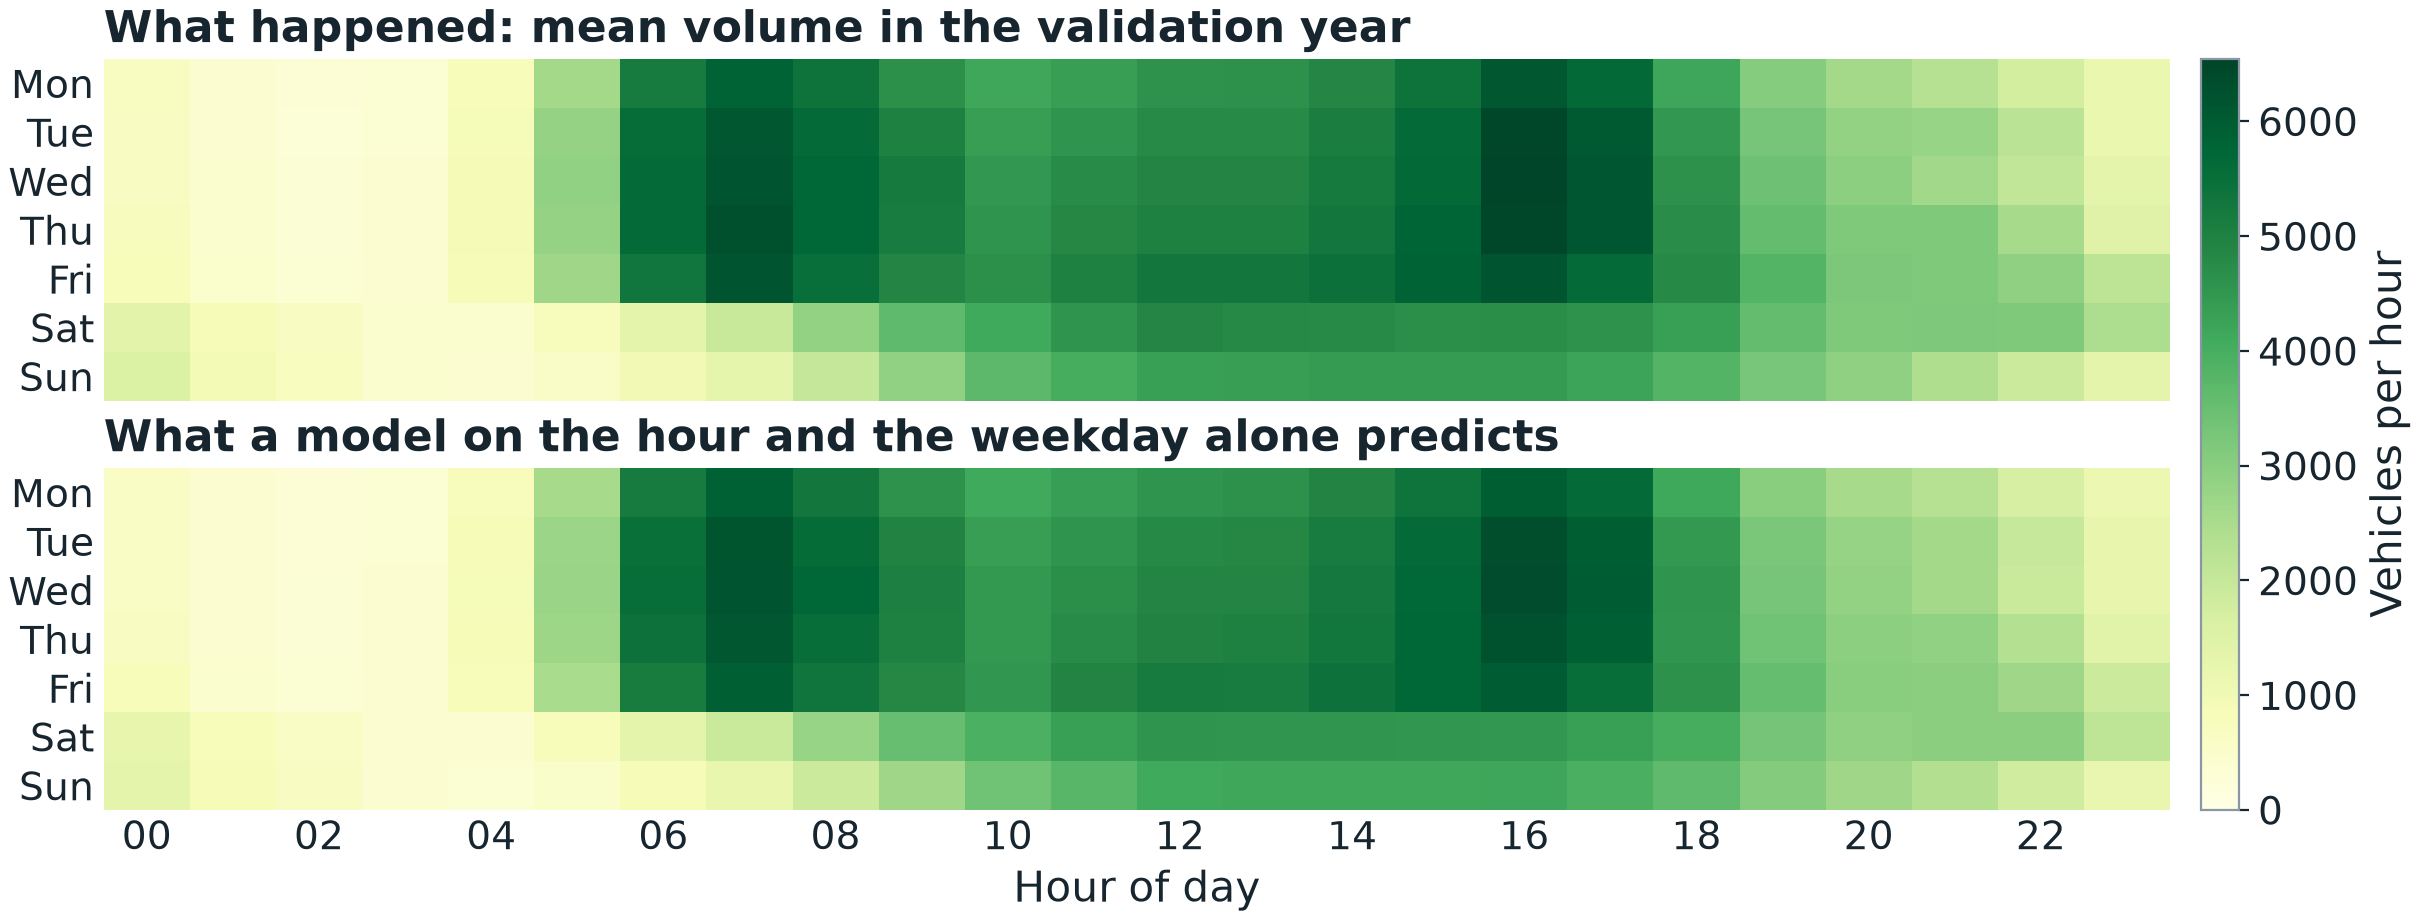 What happened: mean volume in the validation year
Mon
Tue
Wed
Thu
Fri
Sat
Sun
What a model on the hour and the weekday alone predicts
Mon
Tue
Wed
Thu
Fri
Sat
Sun
00 02 04 06 08 10 12 14 16 18 20 22
Hour of day
6000
5000
4000
3000
2000
1000
0
Vehicles per hour